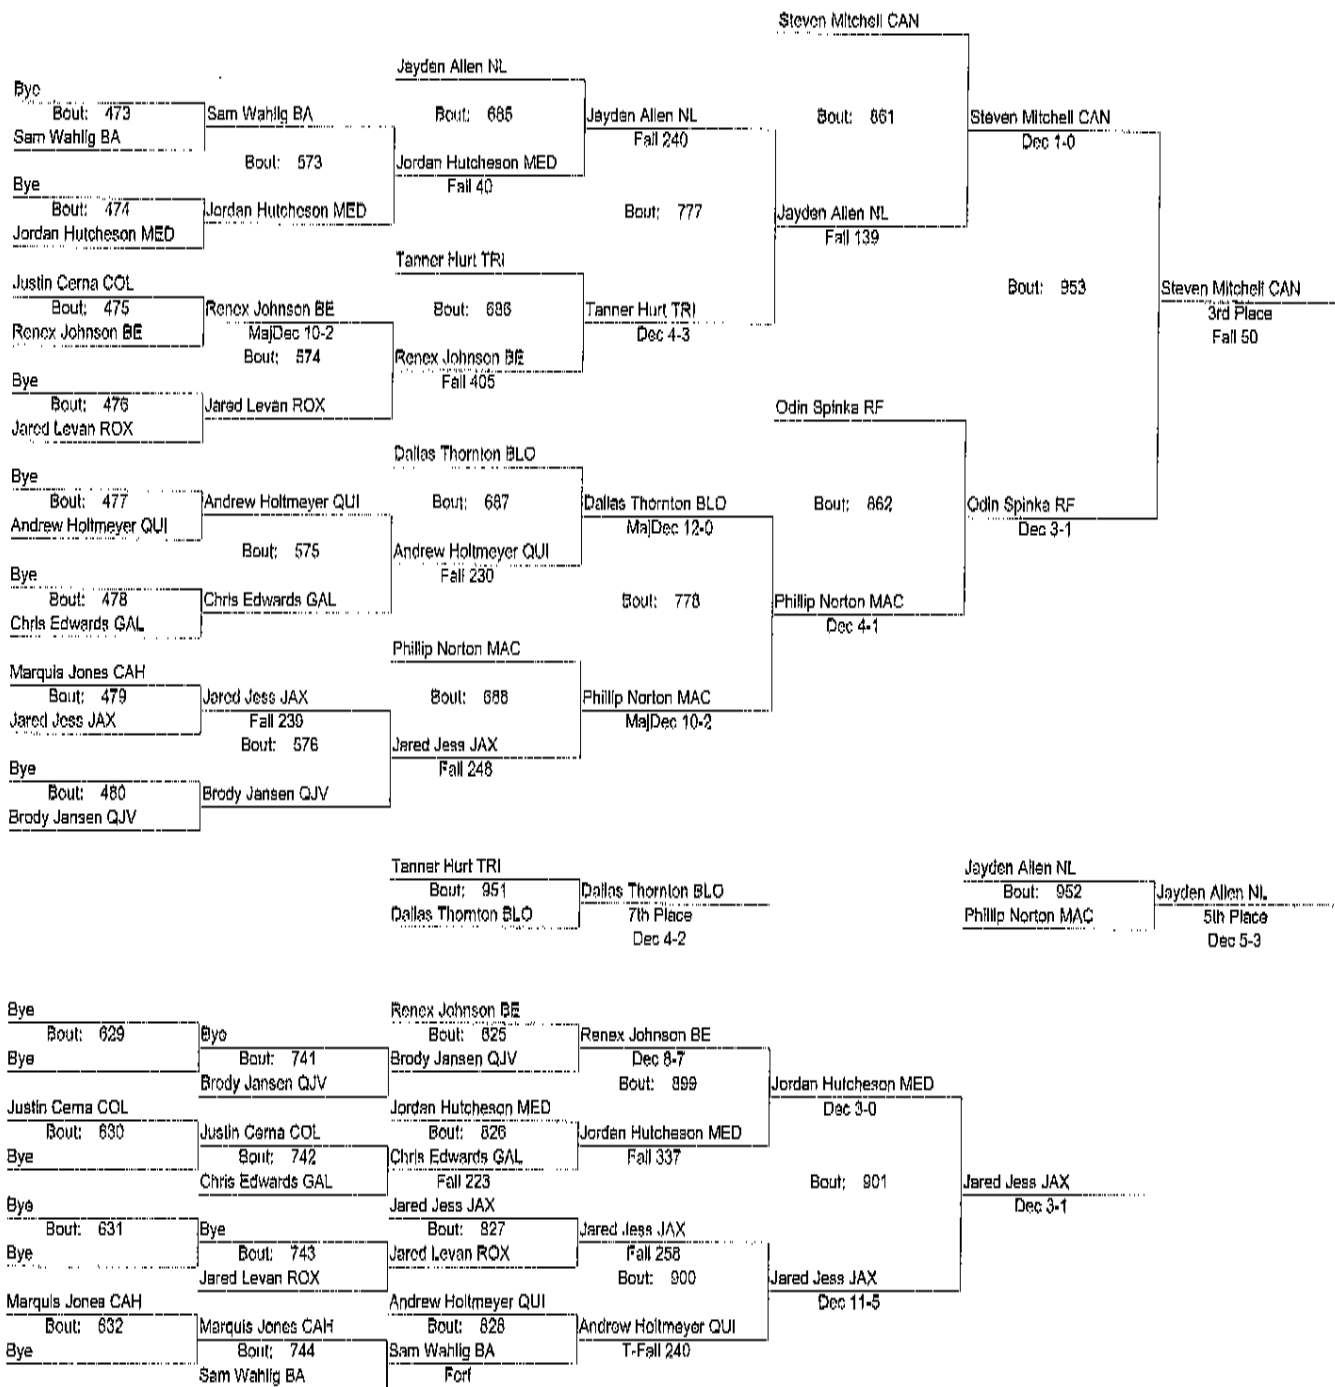 Steven Mitchell CAN
Jayden Allen NL
Bye
Bout: 473
Sam Wahlig BA
Sam Wahlig BA
Bout: 573
Bye
Bout: 474
Jordan Hutcheson MED
Jordan Hutcheson MED
Bout: 685
Jordan Hutcheson MED
Fall 40
Jayden Allen NL
Fall 240
Bout: 777
Bout: 861
Jayden Allen NL
Fall 139
Steven Mitchell CAN
Dec 1-0
Justin Cerna COL
Bout: 475
Renex Johnson BE
Renex Johnson BE
MajDec 10-2
Bout: 574
Bye
Bout: 476
Jared Levan ROX
Jared Levan ROX
Tanner Hurt TRI
Bout: 686
Renex Johnson BE
Fall 405
Tanner Hurt TRI
Dec 4-3
Bout: 953
Steven Mitchell CAN
3rd Place
Fall 50
Bye
Bout: 477
Andrew Holtmeyer QUI
Andrew Holtmeyer QUI
Bout: 575
Bye
Bout: 478
Chris Edwards GAL
Chris Edwards GAL
Dallas Thornton BLO
Bout: 687
Andrew Holtmeyer QUI
Fall 230
Dallas Thornton BLO
MajDec 12-0
Bout: 778
Odin Spinka RF
Bout: 862
Phillip Norton MAC
Dec 4-1
Odin Spinka RF
Dec 3-1
Marquis Jones CAH
Bout: 479
Jared Jess JAX
Jared Jess JAX
Fall 239
Bout: 576
Bye
Bout: 480
Brody Jansen QJV
Brody Jansen QJV
Phillip Norton MAC
Bout: 688
Jared Jess JAX
Fall 248
Phillip Norton MAC
MajDec 10-2
Tanner Hurt TRI
Bout: 951
Dallas Thornton BLO
Dallas Thornton BLO
7th Place
Dec 4-2
Jayden Allen NL
Bout: 952
Phillip Norton MAC
Jayden Allen NL
5th Place
Dec 5-3
Bye
Bout: 629
Bye
Bye
Bout: 741
Brody Jansen QJV
Renex Johnson BE
Bout: 825
Brody Jansen QJV
Renex Johnson BE
Dec 8-7
Bout: 899
Justin Cerna COL
Bout: 630
Bye
Justin Cerna COL
Bout: 742
Chris Edwards GAL
Jordan Hutcheson MED
Bout: 826
Chris Edwards GAL
Fall 223
Jordan Hutcheson MED
Fall 337
Jordan Hutcheson MED
Dec 3-0
Bout: 901
Jared Jess JAX
Dec 3-1
Bye
Bout: 631
Bye
Bye
Bout: 743
Jared Levan ROX
Jared Jess JAX
Bout: 827
Jared Levan ROX
Jared Jess JAX
Fall 258
Bout: 900
Jared Jess JAX
Dec 11-5
Marquis Jones CAH
Bout: 632
Bye
Marquis Jones CAH
Bout: 744
Sam Wahlig BA
Andrew Holtmeyer QUI
Bout: 828
Sam Wahlig BA
Forf
Andrew Holtmeyer QUI
T-Fall 240